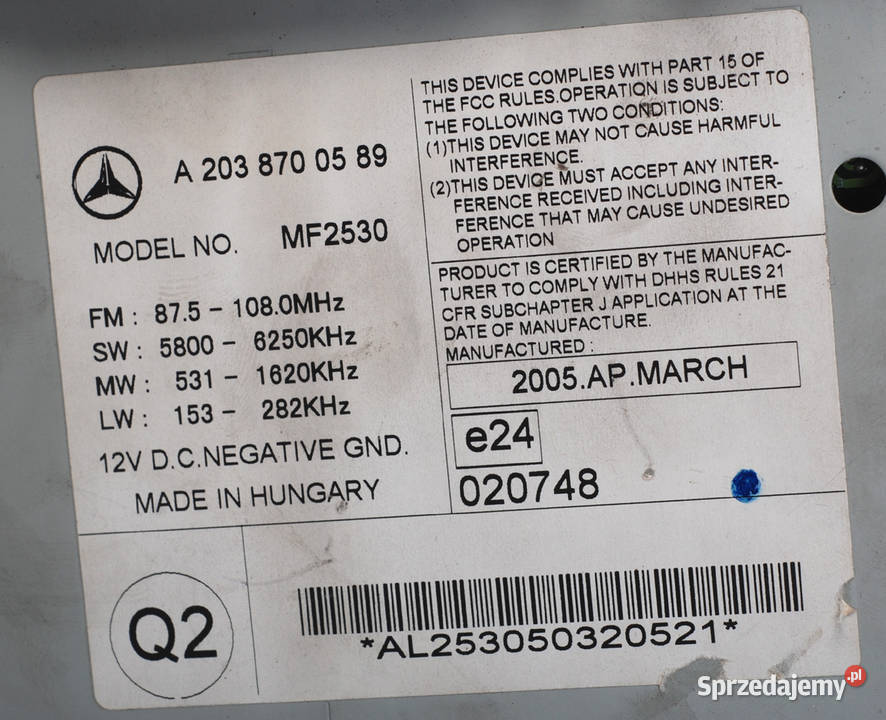 A 203 870 0589
MODEL NO. MF2530
FM : 87.5 - 108.0MHz
SW : 5800 - 6250KHz
MW : 531 - 1620KHz
LW : 153 - 282KHz
12V D.C.NEGATIVE GND.
MADE IN HUNGARY
THIS DEVICE COMPLIES WITH PART 15 OF
THE FCC RULES.OPERATION IS SUBJECT TO
THE FOLLOWING TWO CONDITIONS:
(1)THIS DEVICE MAY NOT CAUSE HARMFUL
INTERFERENCE.
(2)THIS DEVICE MUST ACCEPT ANY INTER-
FERENCE RECEIVED INCLUDING INTER-
FERENCE THAT MAY CAUSE UNDESIRED
OPERATION
PRODUCT IS CERTIFIED BY THE MANUFAC-
TURER TO COMPLY WITH DHHS RULES 21
CFR SUBCHAPTER J APPLICATION AT THE
DATE OF MANUFACTURE.
MANUFACTURED :
2005.AP.MARCH
e24
020748
Q2
*AL253050320521*
Sprzedajemy.pl